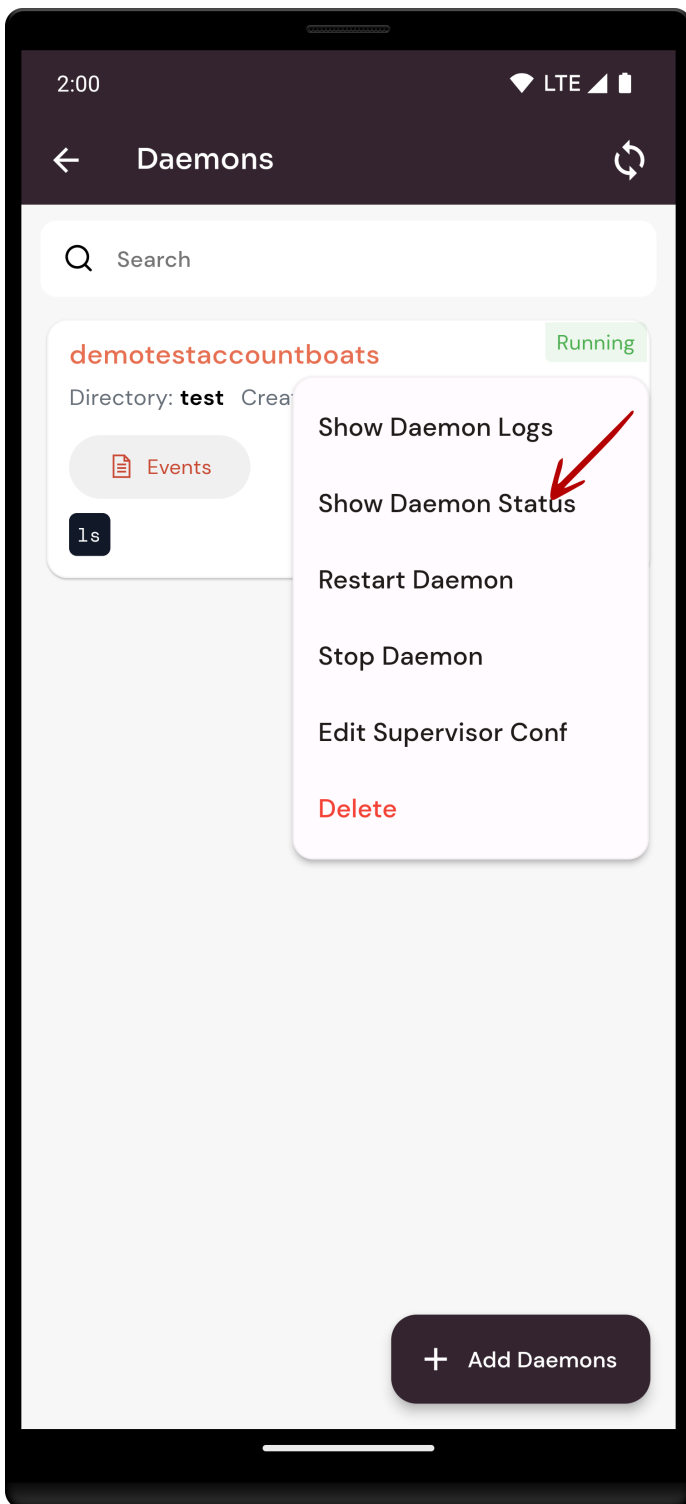 2:00 LTE
Daemons
Search
demotestaccountboats
Running
Directory: test Crea
Events
ls
Show Daemon Logs
Show Daemon Status
Restart Daemon
Stop Daemon
Edit Supervisor Conf
Delete
+ Add Daemons